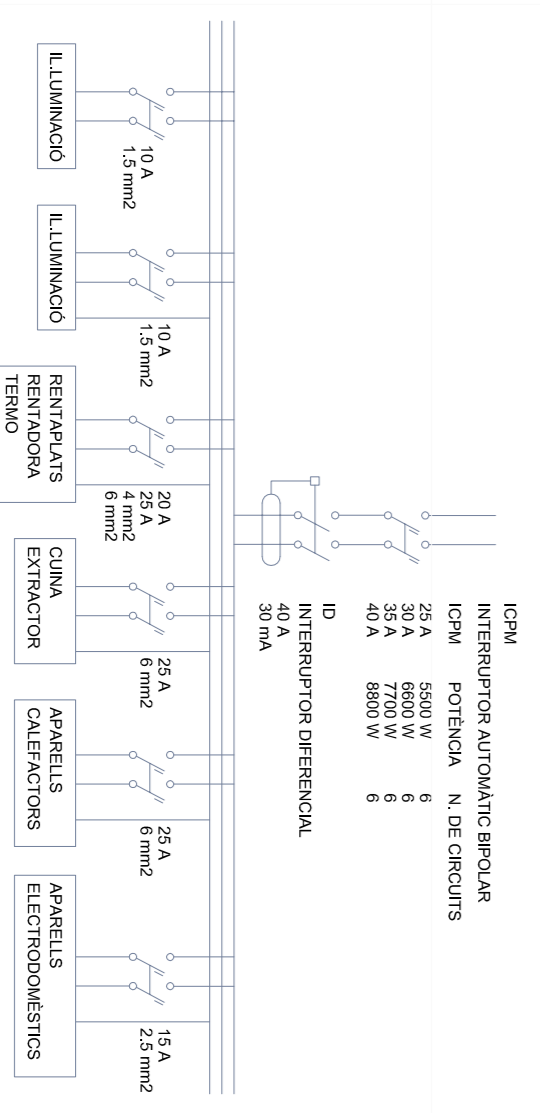 ICPM
INTERRUPTOR AUTOMÀTIC BIPOLAR
ICPM POTÈNCIA N. DE CIRCUITS
25 A 5500 W 6
30 A 6600 W 6
35 A 7700 W 6
40 A 8800 W 6
ID
INTERRUPTOR DIFERENCIAL
40 A
30 mA
10 A
1.5 mm2
IL.LUMINACIÓ
10 A
1.5 mm2
IL.LUMINACIÓ
20 A
25 A
4 mm2
6 mm2
RENTAPLATS
RENTADORA
TERMO
25 A
6 mm2
CUINA
EXTRACTOR
25 A
6 mm2
APARELLS
CALEFACTORS
15 A
2.5 mm2
APARELLS
ELECTRODOMÈSTICS